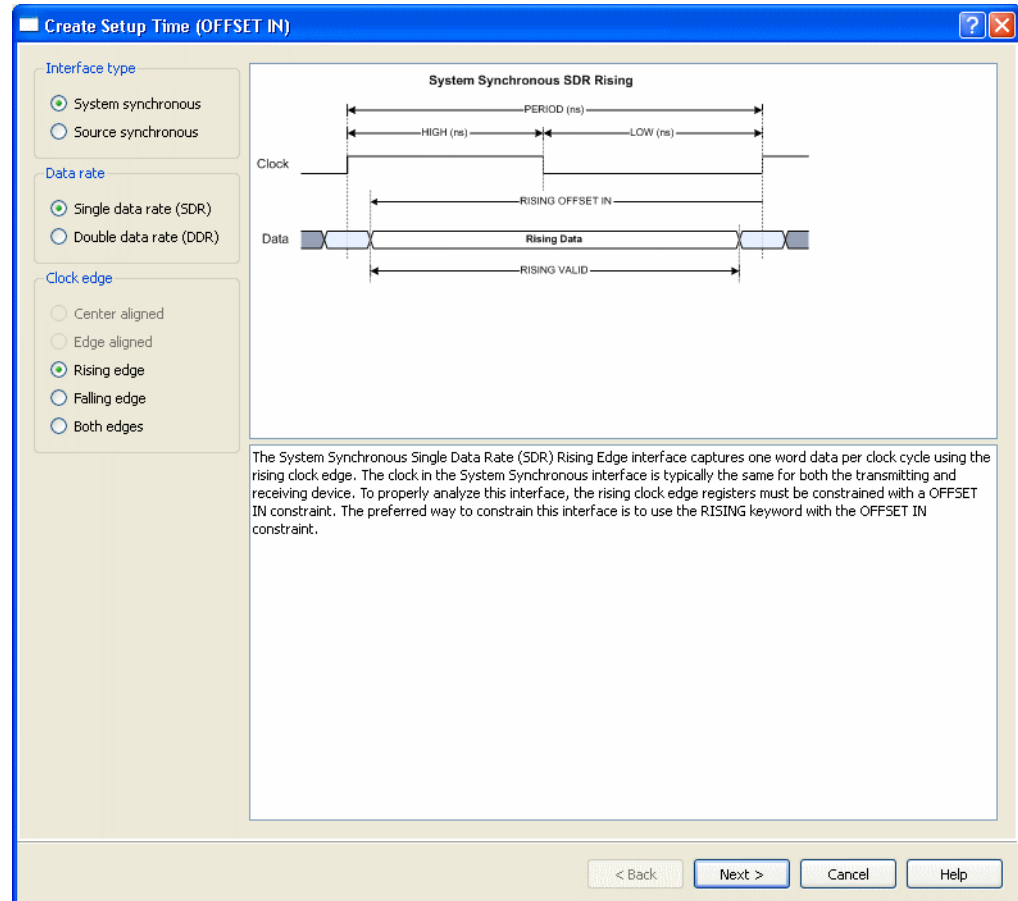 Create Setup Time (OFFSET IN)
Interface type
System synchronous
Source synchronous
Data rate
Single data rate (SDR)
Double data rate (DDR)
Clock edge
Center aligned
Edge aligned
Rising edge
Falling edge
Both edges
System Synchronous SDR Rising
PERIOD (ns)
HIGH (ns)
LOW (ns)
Clock
RISING OFFSET IN
Data
Rising Data
RISING VALID
The System Synchronous Single Data Rate (SDR) Rising Edge interface captures one word data per clock cycle using the
rising clock edge. The clock in the System Synchronous interface is typically the same for both the transmitting and
receiving device. To properly analyze this interface, the rising clock edge registers must be constrained with a OFFSET
IN constraint. The preferred way to constrain this interface is to use the RISING keyword with the OFFSET IN
constraint.
< Back
Next >
Cancel
Help